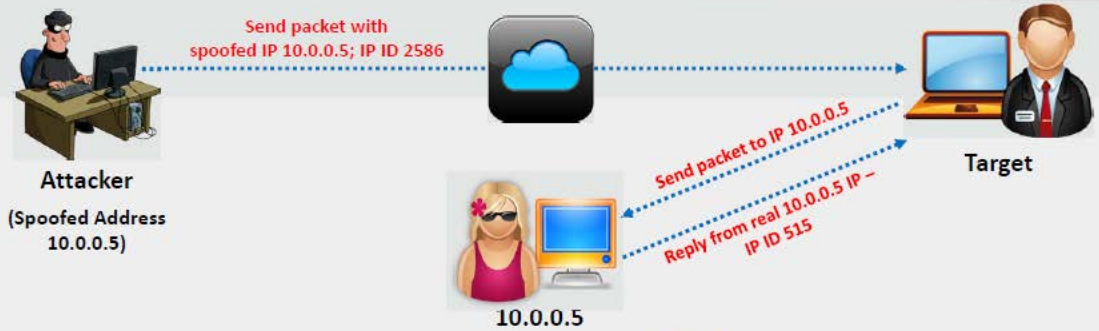 Send packet with
spoofed IP 10.0.0.5; IP ID 2586
Attacker
(Spoofed Address
10.0.0.5)
Send packet to IP 10.0.0.5
Reply from real 10.0.0.5 IP –
IP ID 515
Target
10.0.0.5